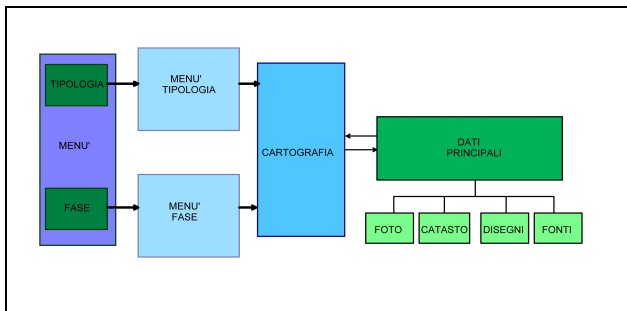 TIPOLOGIA
MENU'
FASE
MENU'
TIPOLOGIA
MENU'
FASE
CARTOGRAFIA
DATI
PRINCIPALI
FOTO
CATASTO
DISEGNI
FONTI